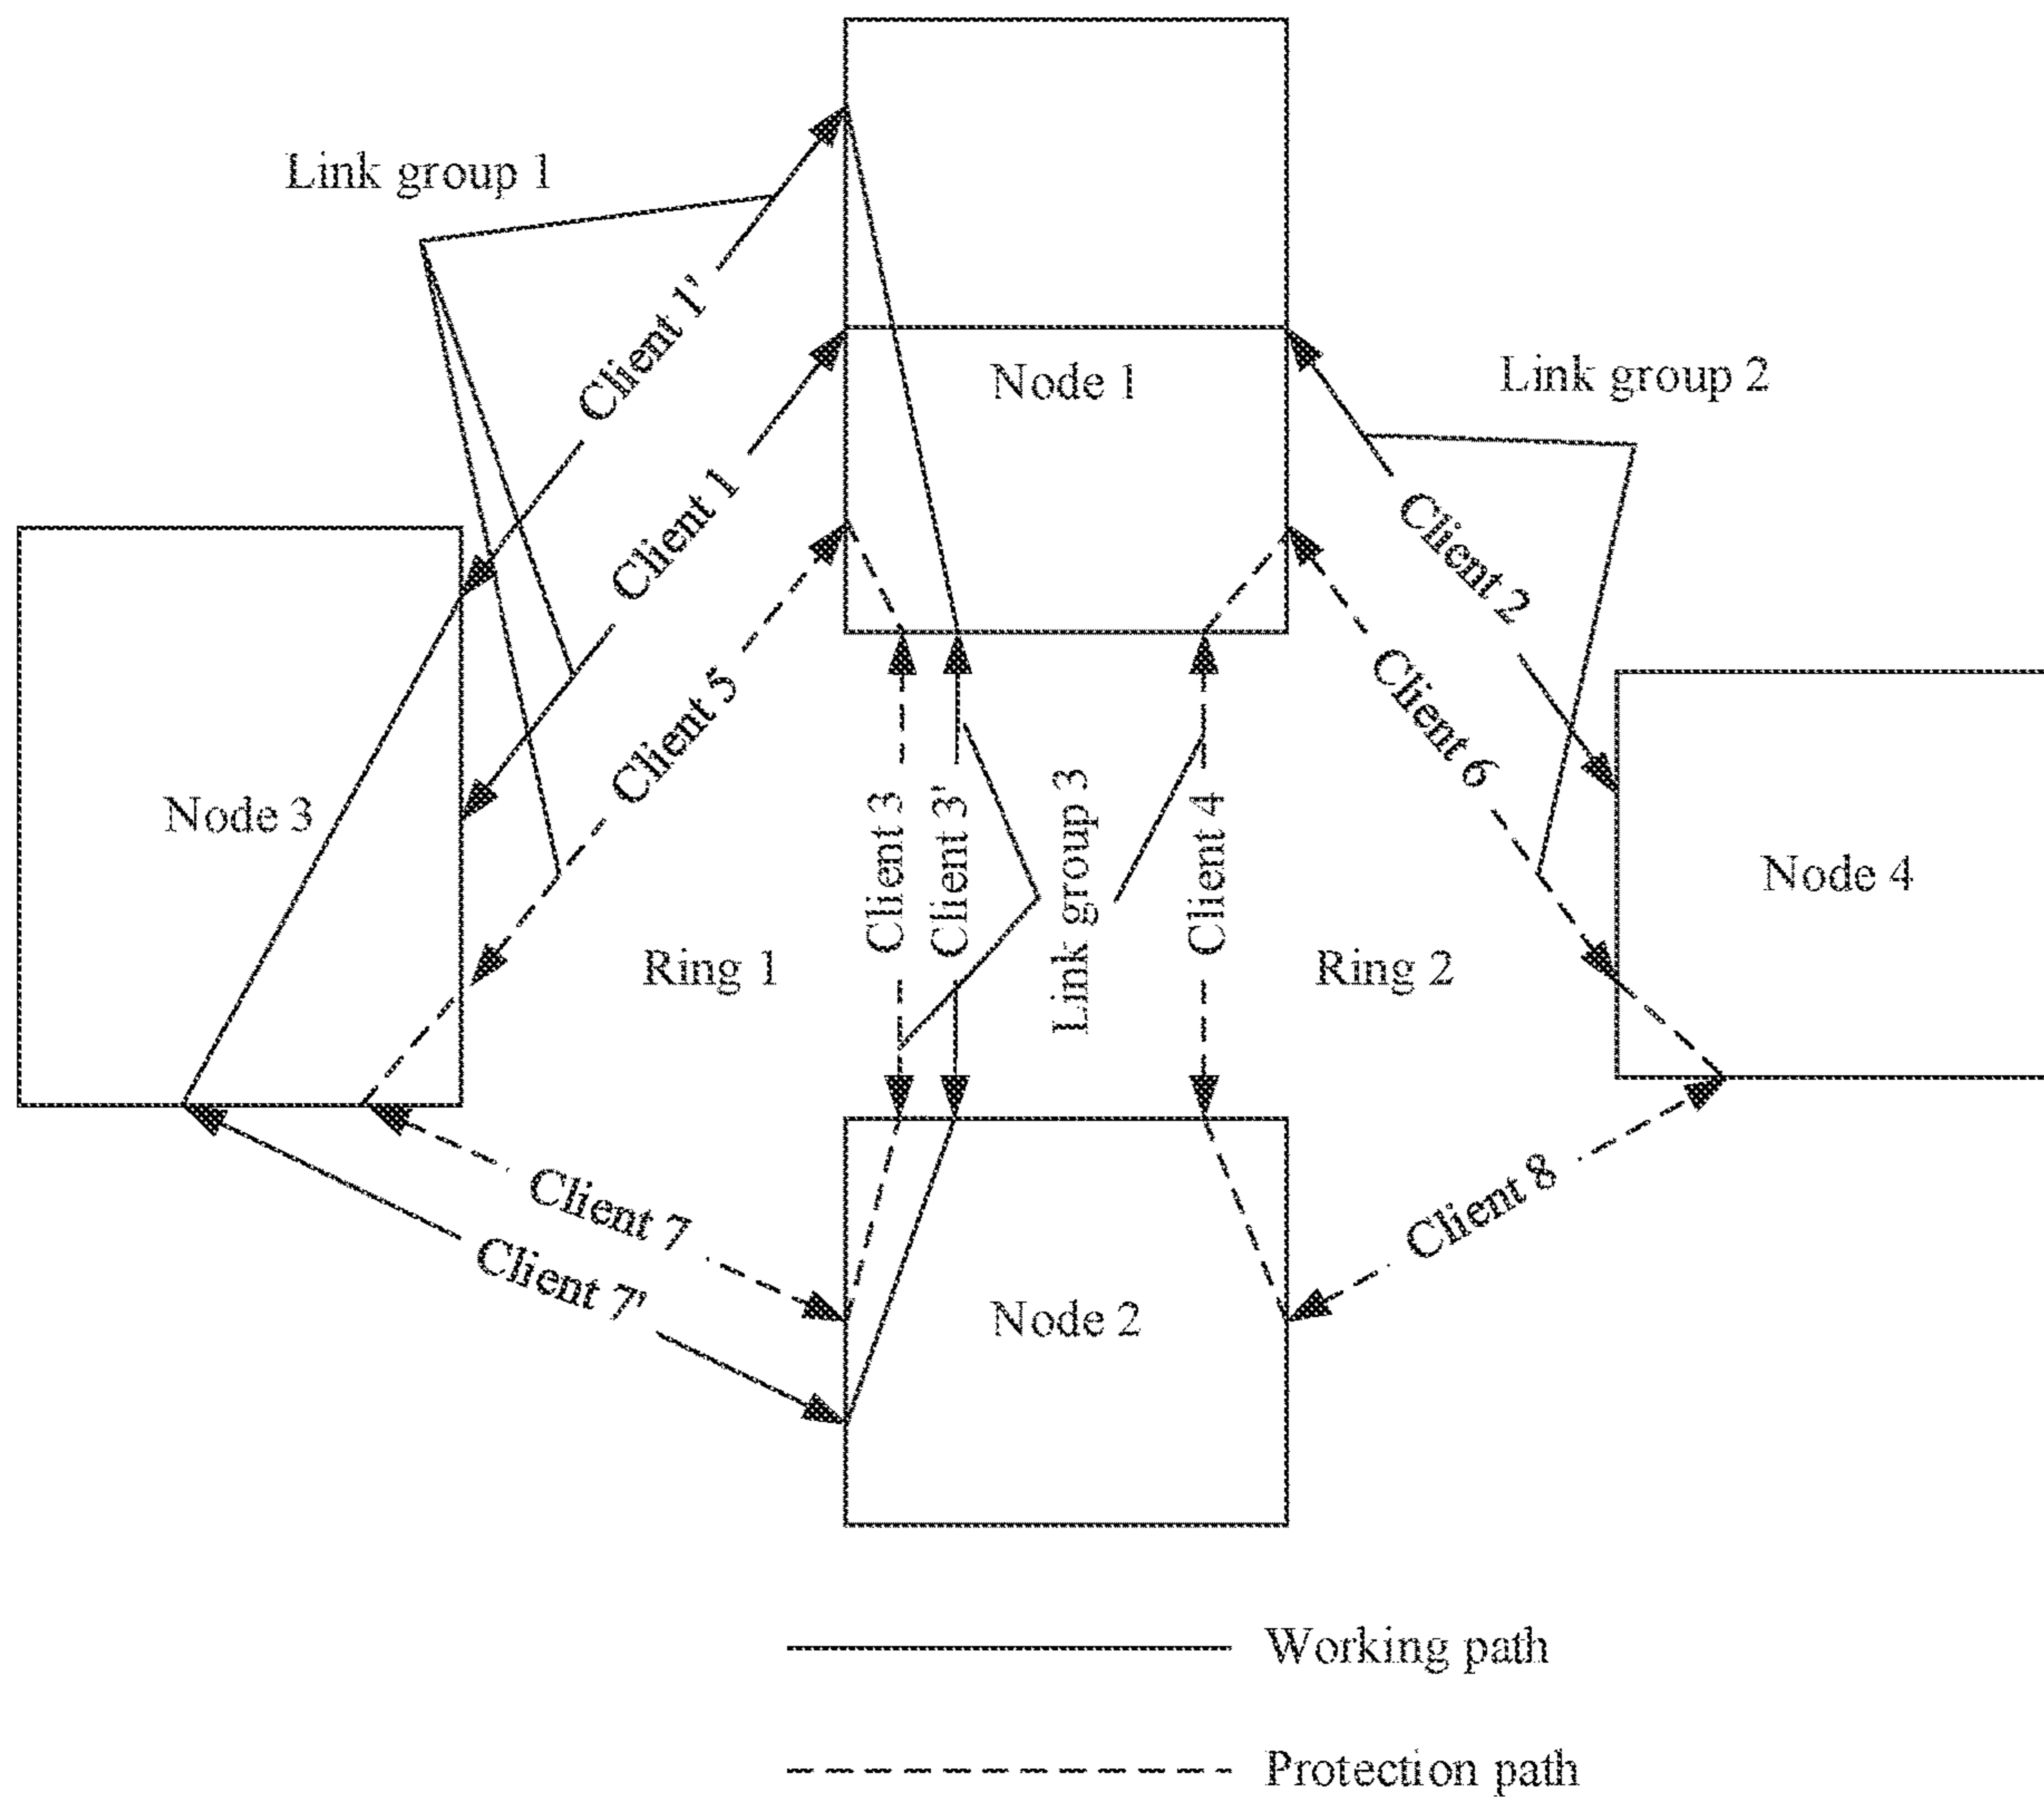 Link group 1
Client 1'
Node 1
Link group 2
Client 1
Client 2
Client 5
Client 6
Node 3
Client 3
Client 3'
Link group 3
Client 4
Node 4
Ring 1
Ring 2
Client 7
Client 7'
Client 8
Node 2
Working path
Protection path